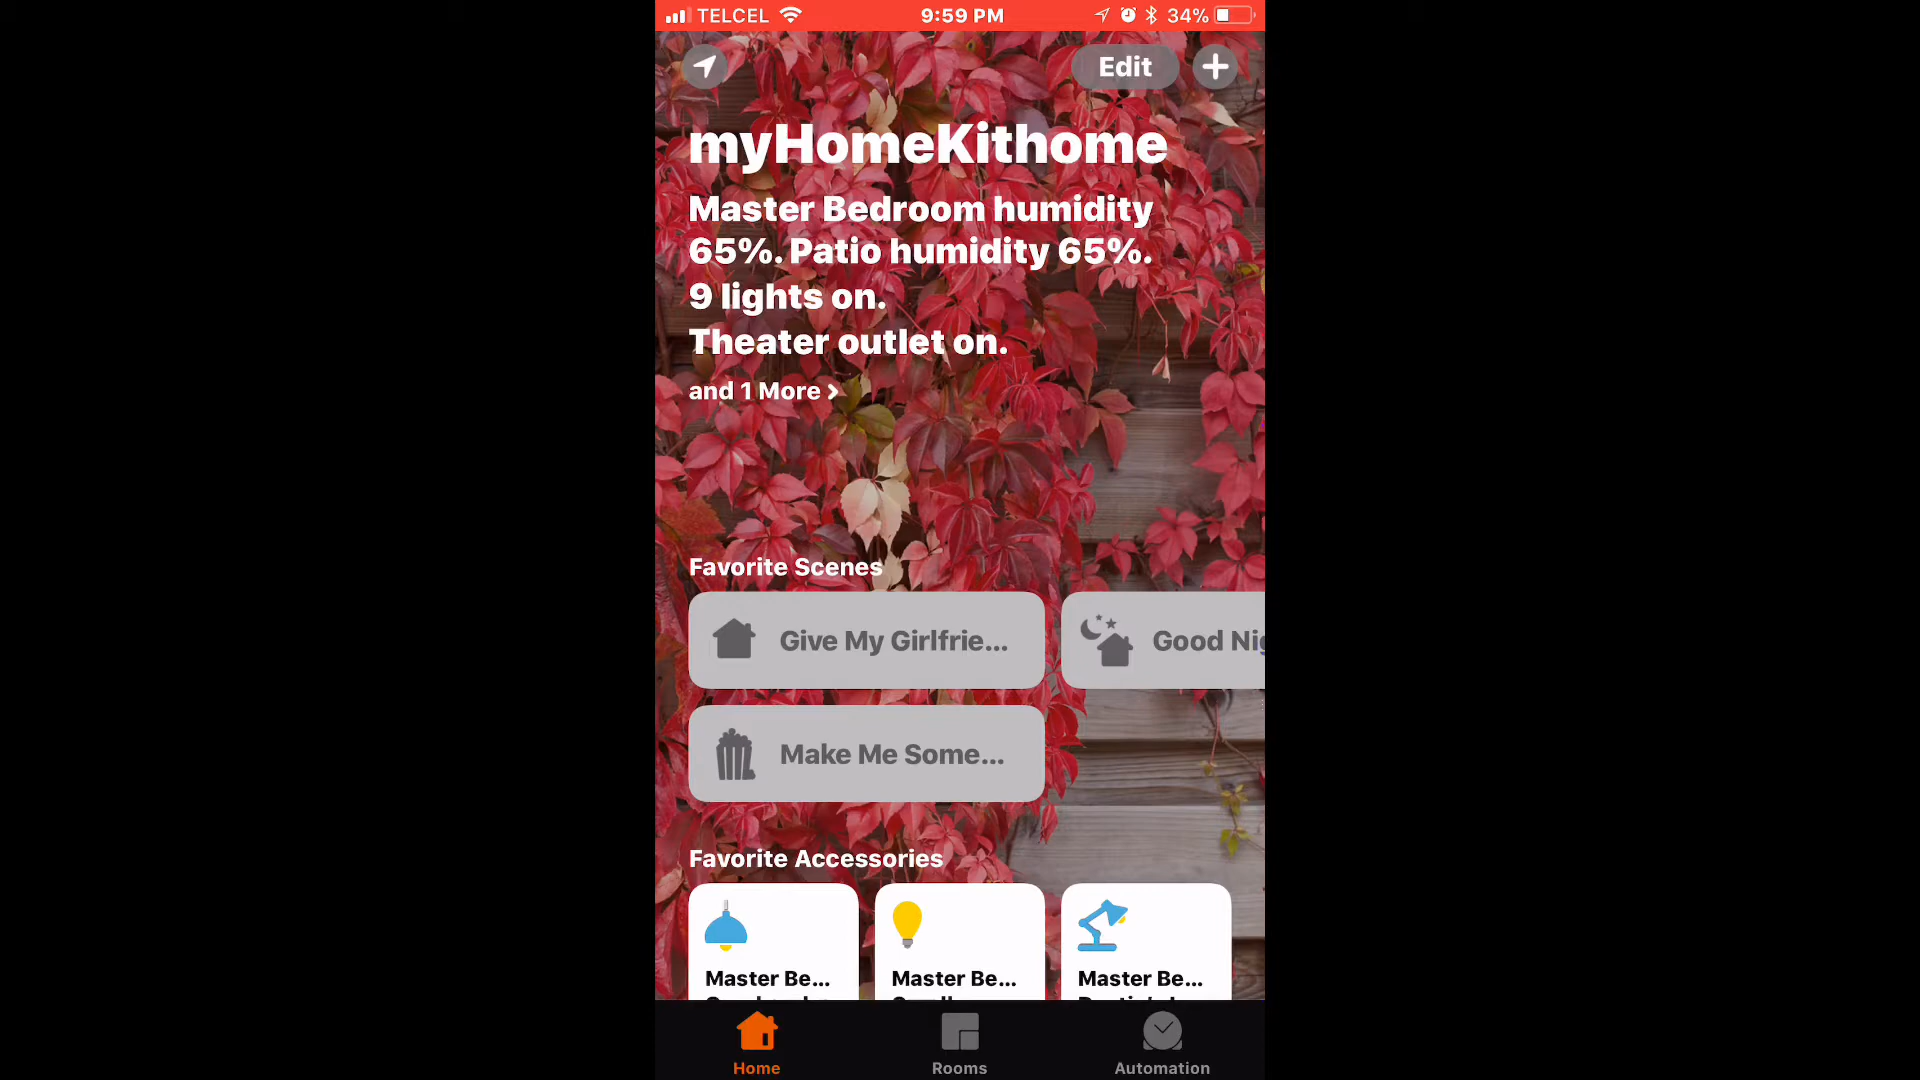 TELCEL 9:59 PM 34%
Edit
myHomeKithome
Master Bedroom humidity
65%. Patio humidity 65%.
9 lights on.
Theater outlet on.
and 1 More
Favorite Scenes
Give My Girlfrie... Good Nig
Make Me Some...
Favorite Accessories
Master Be... Master Be... Master Be...
Home Rooms Automation